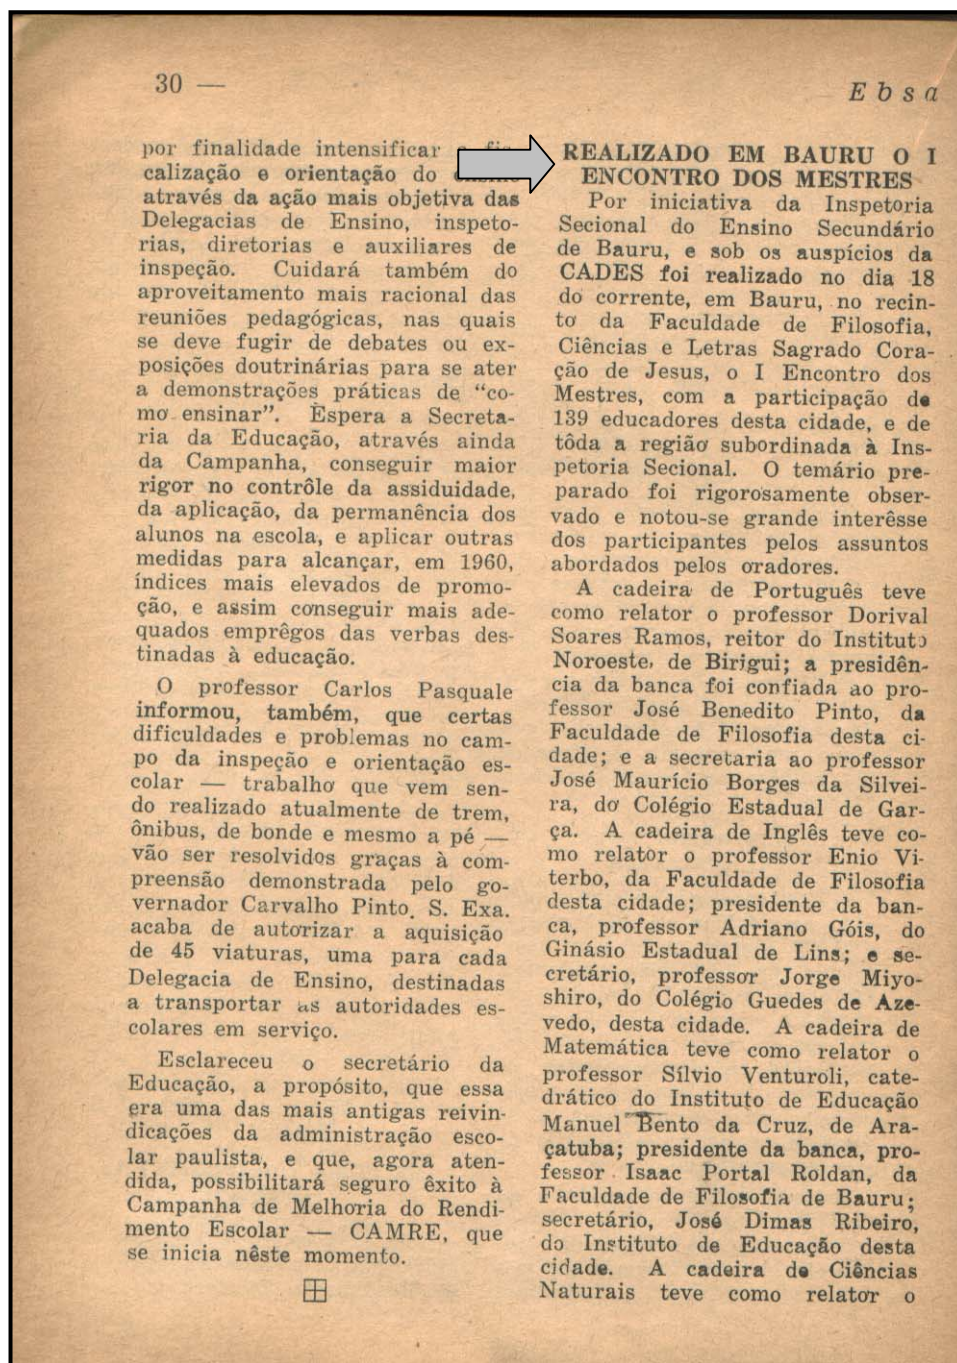 30 —
Ebsa
por finalidade intensificar
calização e orientação do ensino
através da ação mais objetiva das
Delegacias de Ensino, inspeto-
rias, diretorias e auxiliares de
inspeção. Cuidará também do
aproveitamento mais racional das
reuniões pedagógicas, nas quais
se deve fugir de debates ou ex-
posições doutrinárias para se ater
a demonstrações práticas de “co-
mo ensinar”. Espera a Secreta-
ria da Educação, através ainda
da Campanha, conseguir maior
rigor no contrôle da assiduidade,
da aplicação, da permanência dos
alunos na escola, e aplicar outras
medidas para alcançar, em 1960,
índices mais elevados de promo-
ção, e assim conseguir mais ade-
quados emprêgos das verbas des-
tinadas à educação.
O professor Carlos Pasquale
informou, também, que certas
dificuldades e problemas no cam-
po da inspeção e orientação es-
colar — trabalho que vem sen-
do realizado atualmente de trem,
ônibus, de bonde e mesmo a pé —
vão ser resolvidos graças à com-
preensão demonstrada pelo go-
vernador Carvalho Pinto. S. Exa.
acaba de autorizar a aquisição
de 45 viaturas, uma para cada
Delegacia de Ensino, destinadas
a transportar as autoridades es-
colares em serviço.
Esclareceu o secretário da
Educação, a propósito, que essa
era uma das mais antigas reivin-
dicações da administração esco-
lar paulista, e que, agora aten-
dida, possibilitará seguro êxito à
Campanha de Melhoria do Rendi-
mento Escolar — CAMRE, que
se inicia nêste momento.
REALIZADO EM BAURU O I
ENCONTRO DOS MESTRES
Por iniciativa da Inspetoria
Secional do Ensino Secundário
de Bauru, e sob os auspícios da
CADES foi realizado no dia 18
do corrente, em Bauru, no recin-
to da Faculdade de Filosofia,
Ciências e Letras Sagrado Cora-
ção de Jesus, o I Encontro dos
Mestres, com a participação de
139 educadores desta cidade, e de
tôda a região subordinada à Ins-
petoria Secional. O temário pre-
parado foi rigorosamente obser-
vado e notou-se grande interêsse
dos participantes pelos assuntos
abordados pelos oradores.
A cadeira de Português teve
como relator o professor Dorival
Soares Ramos, reitor do Instituto
Noroeste, de Birigui; a presidên-
cia da banca foi confiada ao pro-
fessor José Benedito Pinto, da
Faculdade de Filosofia desta ci-
dade; e a secretaria ao professor
José Maurício Borges da Silvei-
ra, do Colégio Estadual de Gar-
ça. A cadeira de Inglês teve co-
mo relator o professor Enio Vi-
terbo, da Faculdade de Filosofia
desta cidade; presidente da ban-
ca, professor Adriano Góis, do
Ginásio Estadual de Lins; e se-
cretário, professor Jorge Miyo-
shiro, do Colégio Guedes de Aze-
vedo, desta cidade. A cadeira de
Matemática teve como relator o
professor Sílvio Venturoli, cate-
drático do Instituto de Educação
Manuel Bento da Cruz, de Ara-
çatuba; presidente da banca, pro-
fessor Isaac Portal Roldan, da
Faculdade de Filosofia de Bauru;
secretário, José Dimas Ribeiro,
do Instituto de Educação desta
cidade. A cadeira de Ciências
Naturais teve como relator o